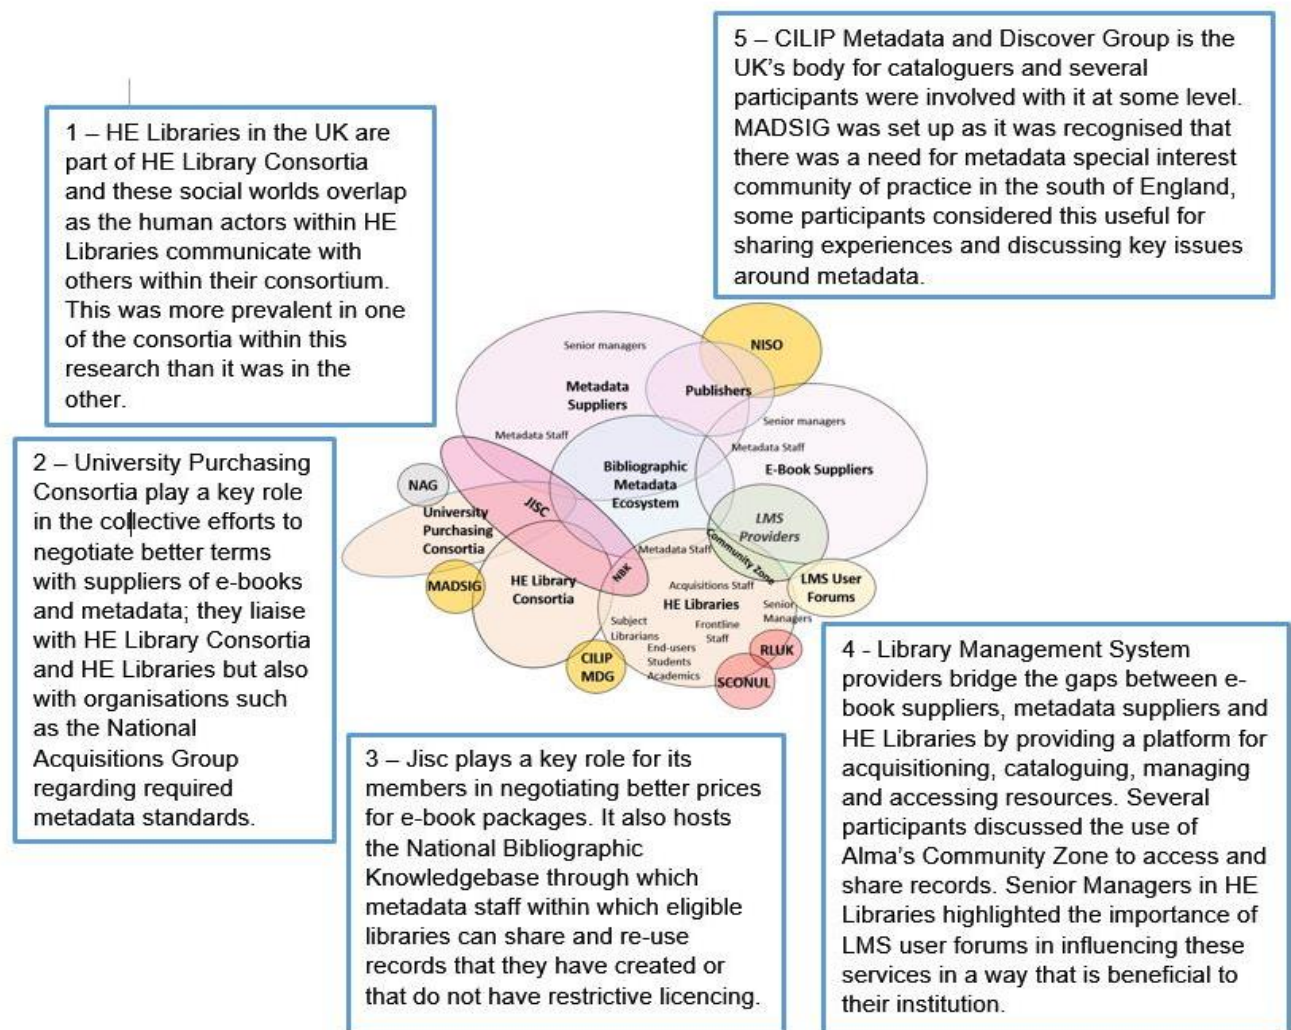 5 – CILIP Metadata and Discover Group is the
UK's body for cataloguers and several
participants were involved with it at some level.
MADSIG was set up as it was recognised that
there was a need for metadata special interest
community of practice in the south of England,
some participants considered this useful for
sharing experiences and discussing key issues
around metadata.
1 – HE Libraries in the UK are
part of HE Library Consortia
and these social worlds overlap
as the human actors within HE
Libraries communicate with
others within their consortium.
This was more prevalent in one
of the consortia within this
research than it was in the
other.
2 – University Purchasing
Consortia play a key role
in the collective efforts to
negotiate better terms
with suppliers of e-books
and metadata; they liaise
with HE Library Consortia
and HE Libraries but also
with organisations such
as the National
Acquisitions Group
regarding required
metadata standards.
Senior managers
NISO
Metadata
Suppliers
Publishers
Senior managers
Metadata Staff
Metadata Staff
E-Book Suppliers
Bibliographic
Metadata
Ecosystem
NAG
JISC
University
Purchasing
Consortia
LMS
Providers
Community Zone
Metadata Staff
NBK
MADSIG
HE Library
Consortia
Acquisitions Staff
HE Libraries
LMS User
Forums
Senior
Managers
Subject
Librarians
Frontline
Staff
End-users
Students
Academics
CILIP
MDG
RLUK
SCONUL
3 – Jisc plays a key role for its
members in negotiating better prices
for e-book packages. It also hosts
the National Bibliographic
Knowledgebase through which
metadata staff within which eligible
libraries can share and re-use
records that they have created or
that do not have restrictive licencing.
4 - Library Management System
providers bridge the gaps between e-
book suppliers, metadata suppliers and
HE Libraries by providing a platform for
acquisitioning, cataloguing, managing
and accessing resources. Several
participants discussed the use of
Alma's Community Zone to access and
share records. Senior Managers in HE
Libraries highlighted the importance of
LMS user forums in influencing these
services in a way that is beneficial to
their institution.